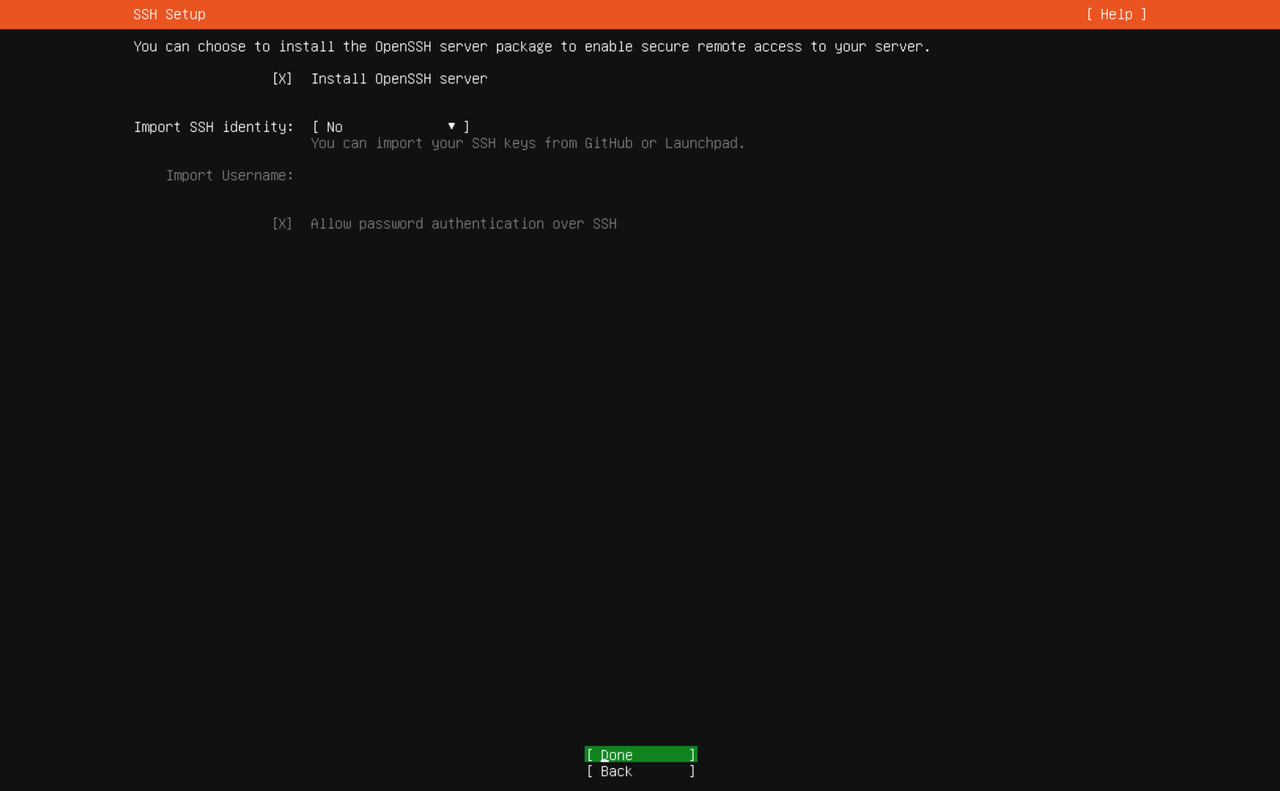 SSH Setup [ Help ]
You can choose to install the OpenSSH server package to enable secure remote access to your server.
[X] Install OpenSSH server
Import SSH identity: [ No ▼ ]
You can import your SSH keys from GitHub or Launchpad.
Import Username:
[X] Allow password authentication over SSH
[ Done ]
[ Back ]